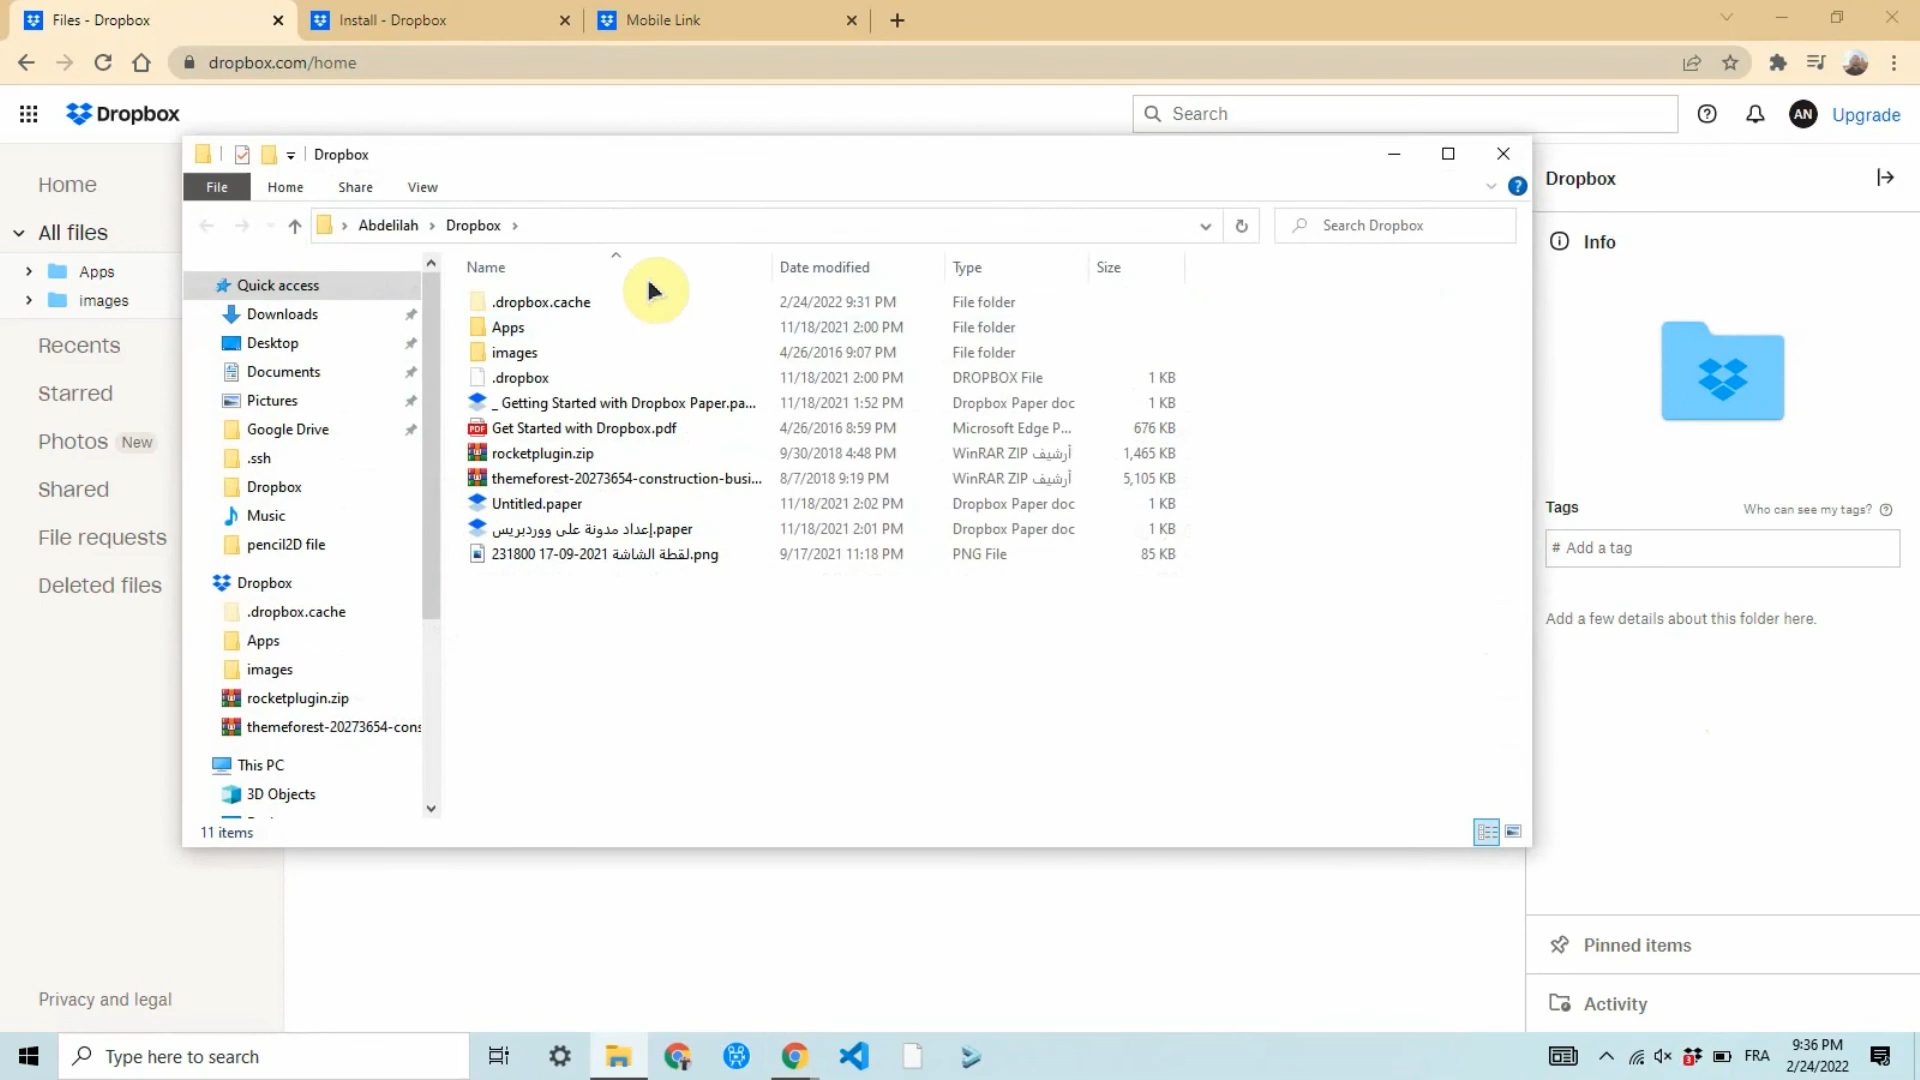 Files - Dropbox
Install - Dropbox
Mobile Link
dropbox.com/home
Dropbox
Search
AN
Upgrade
Home
All files
Apps
images
Recents
Starred
Photos New
Shared
File requests
Deleted files
Privacy and legal
Dropbox
File Home Share View
Abdelilah Dropbox
Search Dropbox
Quick access
Downloads
Desktop
Documents
Pictures
Google Drive
.ssh
Dropbox
Music
pencil2D file
Dropbox
.dropbox.cache
Apps
images
rocketplugin.zip
themeforest-20273654-cons
This PC
3D Objects
11 items
Name Date modified Type Size
.dropbox.cache 2/24/2022 9:31 PM File folder
Apps 11/18/2021 2:00 PM File folder
images 4/26/2016 9:07 PM File folder
.dropbox 11/18/2021 2:00 PM DROPBOX File 1 KB
_ Getting Started with Dropbox Paper.pa... 11/18/2021 1:52 PM Dropbox Paper doc 1 KB
Get Started with Dropbox.pdf 4/26/2016 8:59 PM Microsoft Edge P... 676 KB
rocketplugin.zip 9/30/2018 4:48 PM WinRAR ZIP أرشيف 1,465 KB
themeforest-20273654-construction-busi... 8/7/2018 9:19 PM WinRAR ZIP أرشيف 5,105 KB
Untitled.paper 11/18/2021 2:02 PM Dropbox Paper doc 1 KB
إعداد مدونة على ووردبريس.paper 11/18/2021 2:01 PM Dropbox Paper doc 1 KB
لقطة الشاشة 2021-09-17 231800.png 9/17/2021 11:18 PM PNG File 85 KB
Dropbox
Info
Tags Who can see my tags?
# Add a tag
Add a few details about this folder here.
Pinned items
Activity
Type here to search
FRA
9:36 PM
2/24/2022